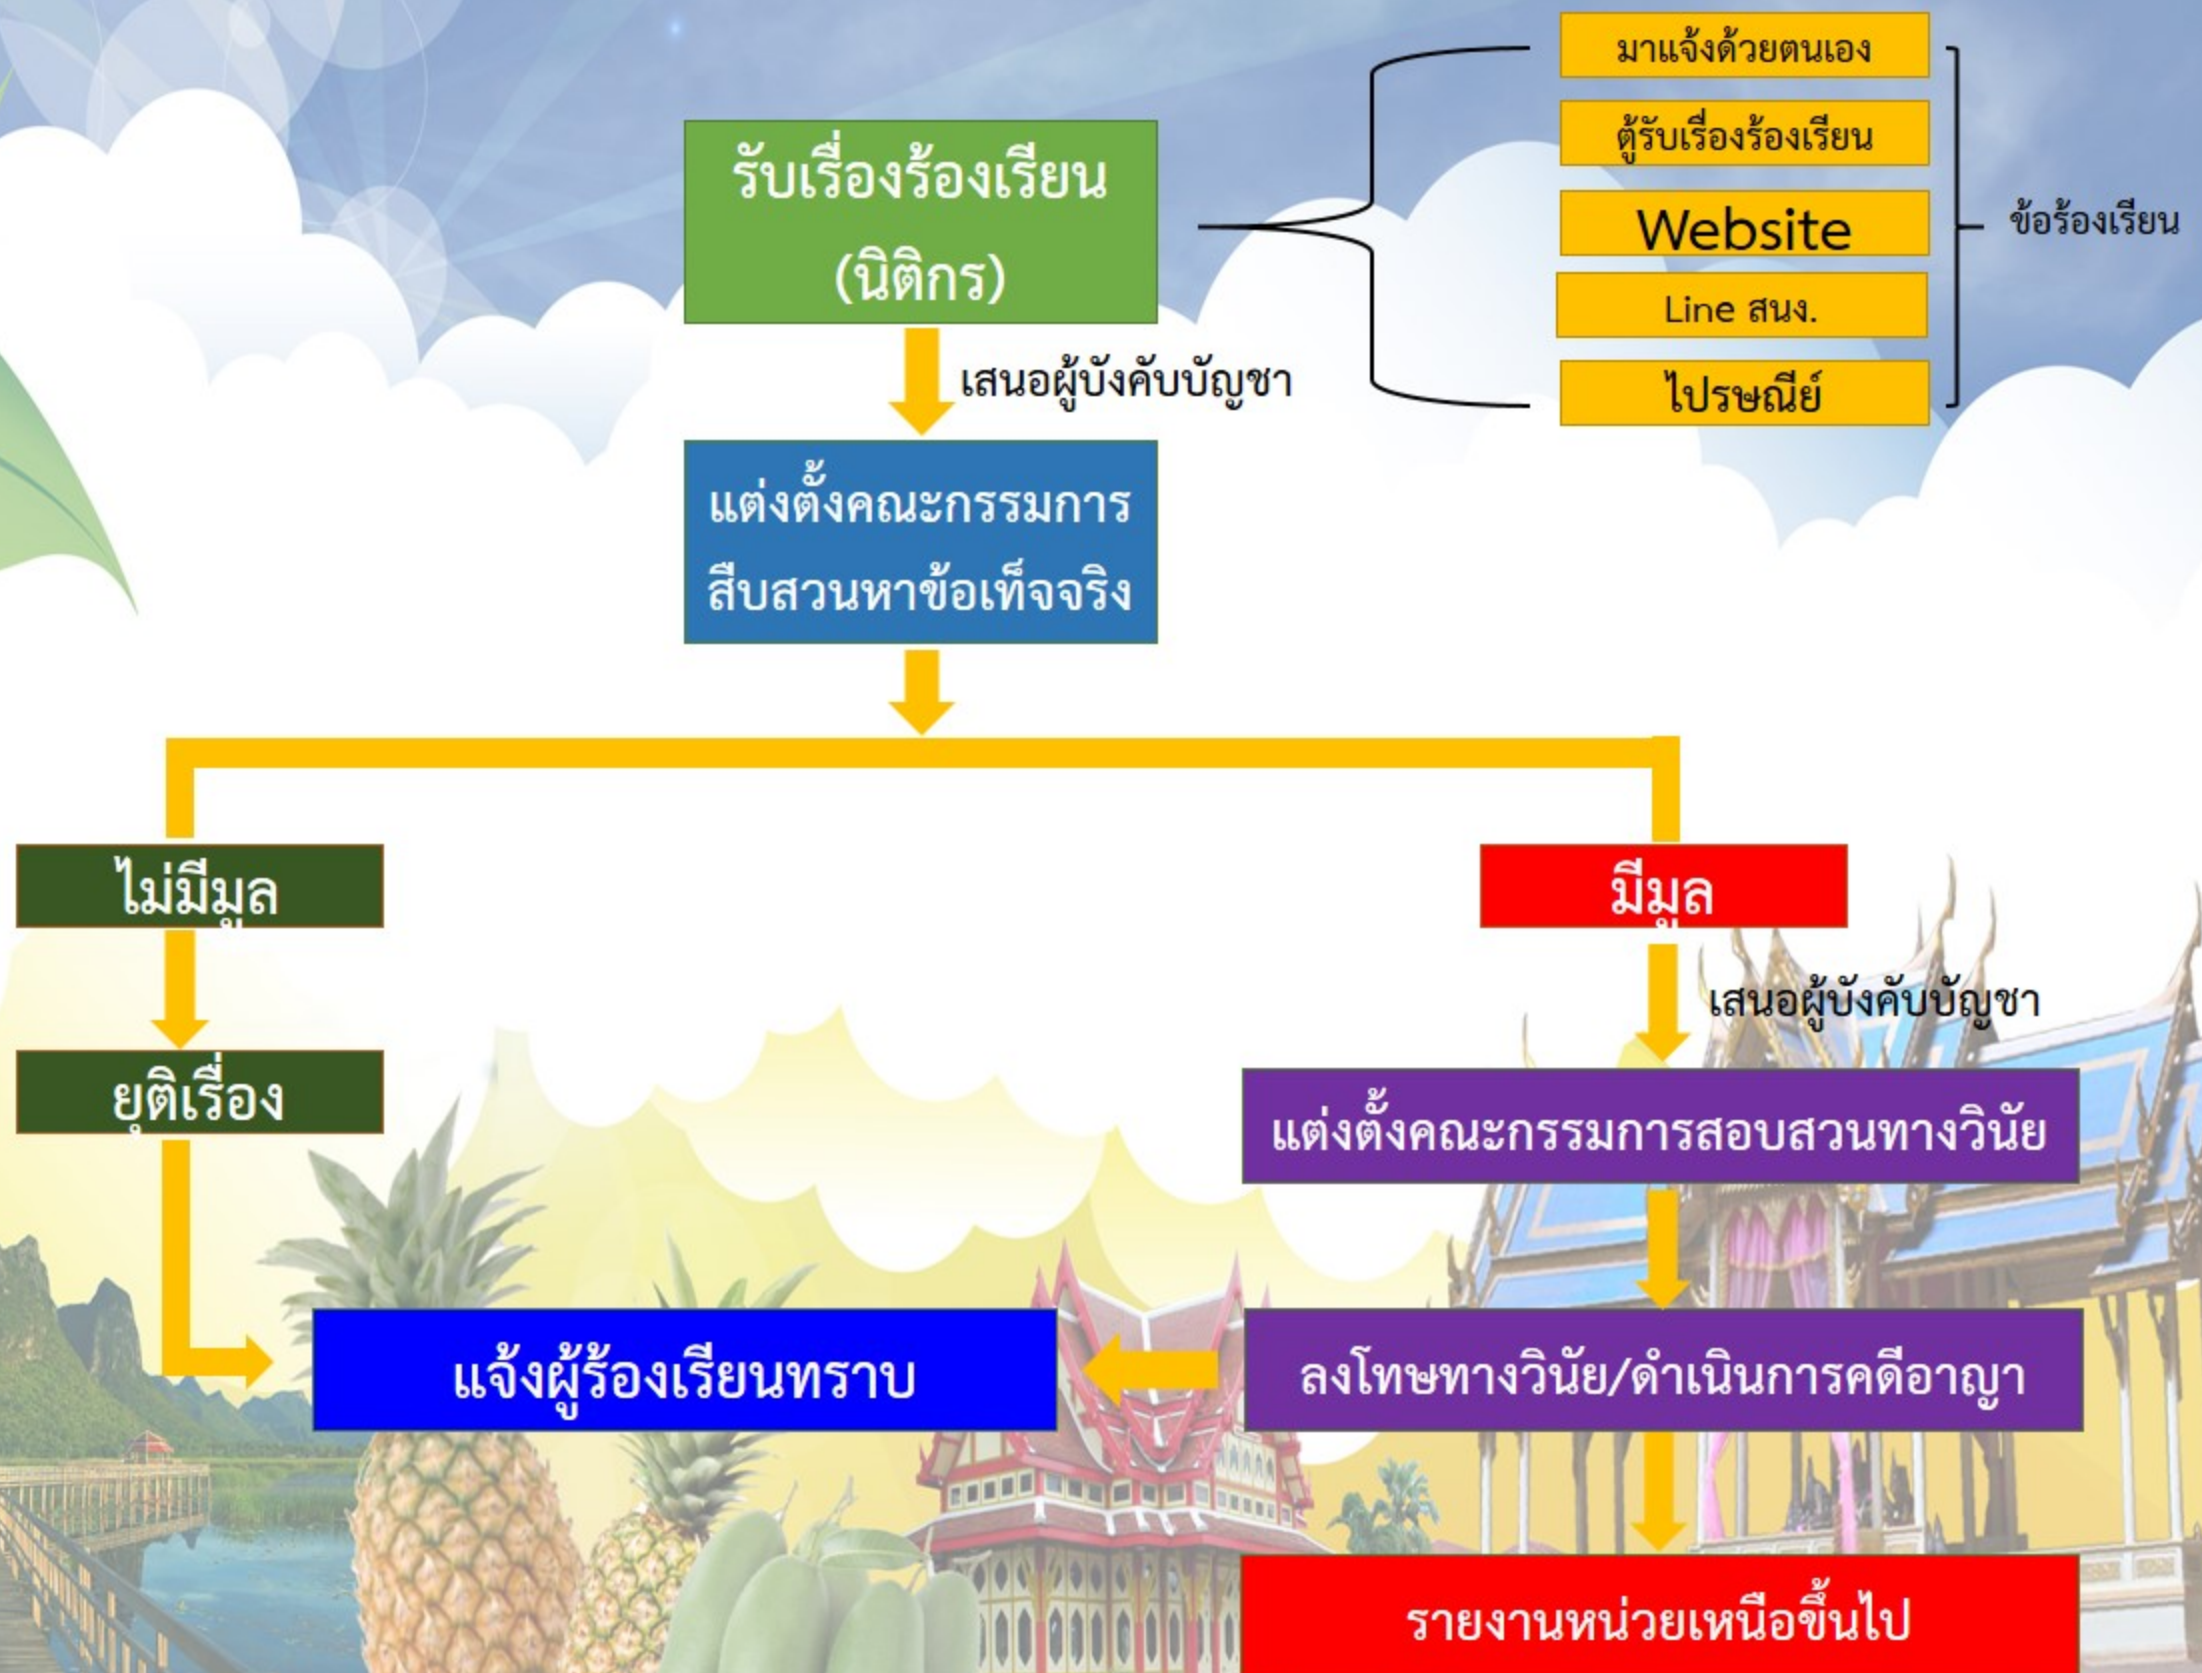 มาแจ้งด้วยตนเอง
ตู้รับเรื่องร้องเรียน
Website
Line สนง.
ไปรษณีย์
ข้อร้องเรียน
รับเรื่องร้องเรียน
(นิติกร)
เสนอผู้บังคับบัญชา
แต่งตั้งคณะกรรมการ
สืบสวนหาข้อเท็จจริง
ไม่มีมูล
มีมูล
เสนอผู้บังคับบัญชา
ยุติเรื่อง
แต่งตั้งคณะกรรมการสอบสวนทางวินัย
แจ้งผู้ร้องเรียนทราบ
ลงโทษทางวินัย/ดำเนินการคดีอาญา
รายงานหน่วยเหนือขึ้นไป